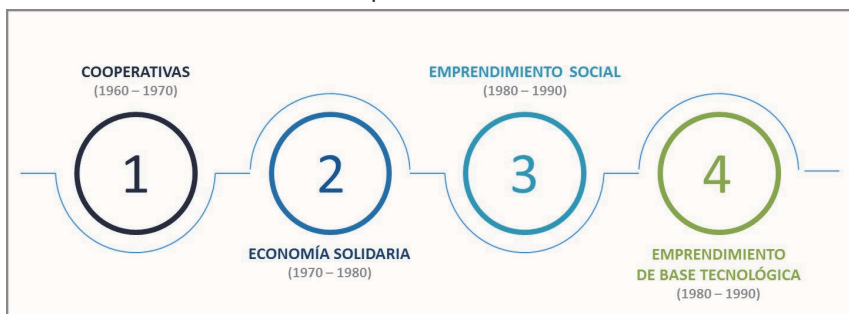 COOPERATIVAS
(1960 – 1970)
1
2
ECONOMÍA SOLIDARIA
(1970 – 1980)
EMPRENDIMIENTO SOCIAL
(1980 – 1990)
3
4
EMPRENDIMIENTO
DE BASE TECNOLÓGICA
(1980 – 1990)